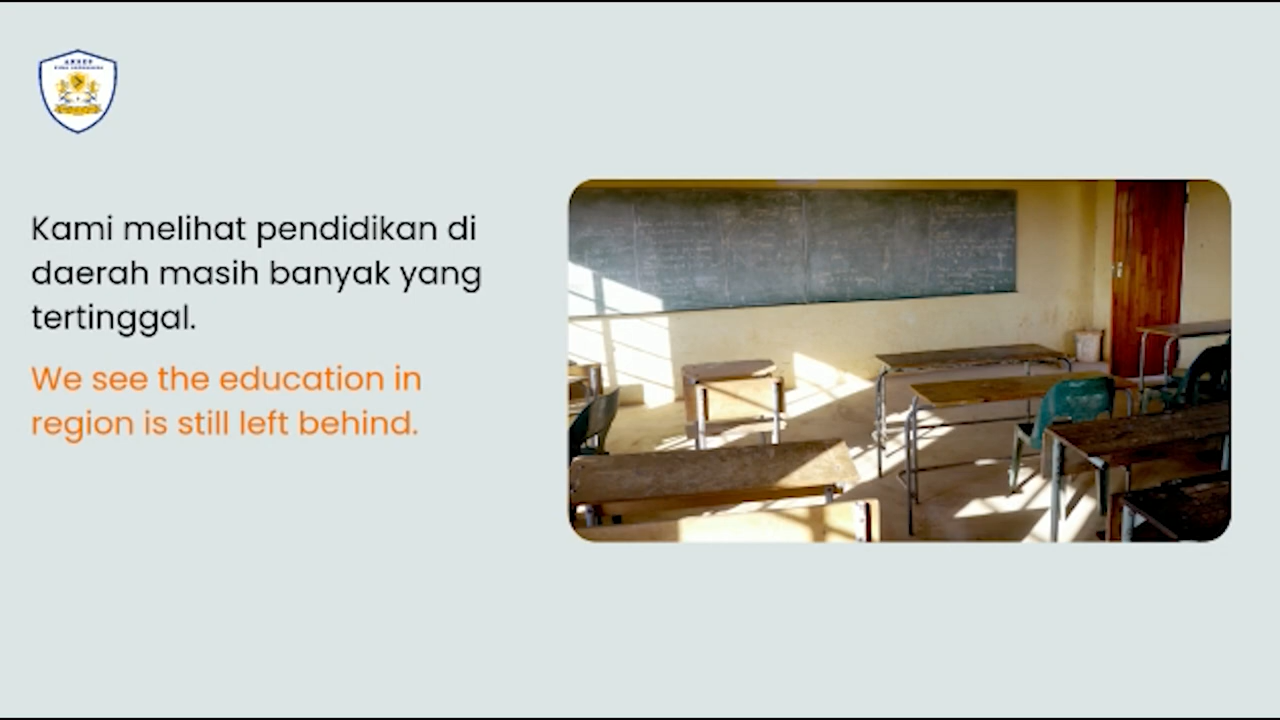 Kami melihat pendidikan di
daerah masih banyak yang
tertinggal.
We see the education in
region is still left behind.